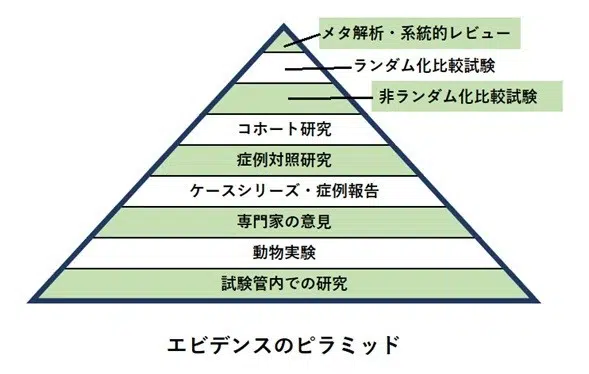 メタ解析・系統的レビュー
ランダム化比較試験
非ランダム化比較試験
コホート研究
症例対照研究
ケースシリーズ・症例報告
専門家の意見
動物実験
試験管内での研究
エビデンスのピラミッド